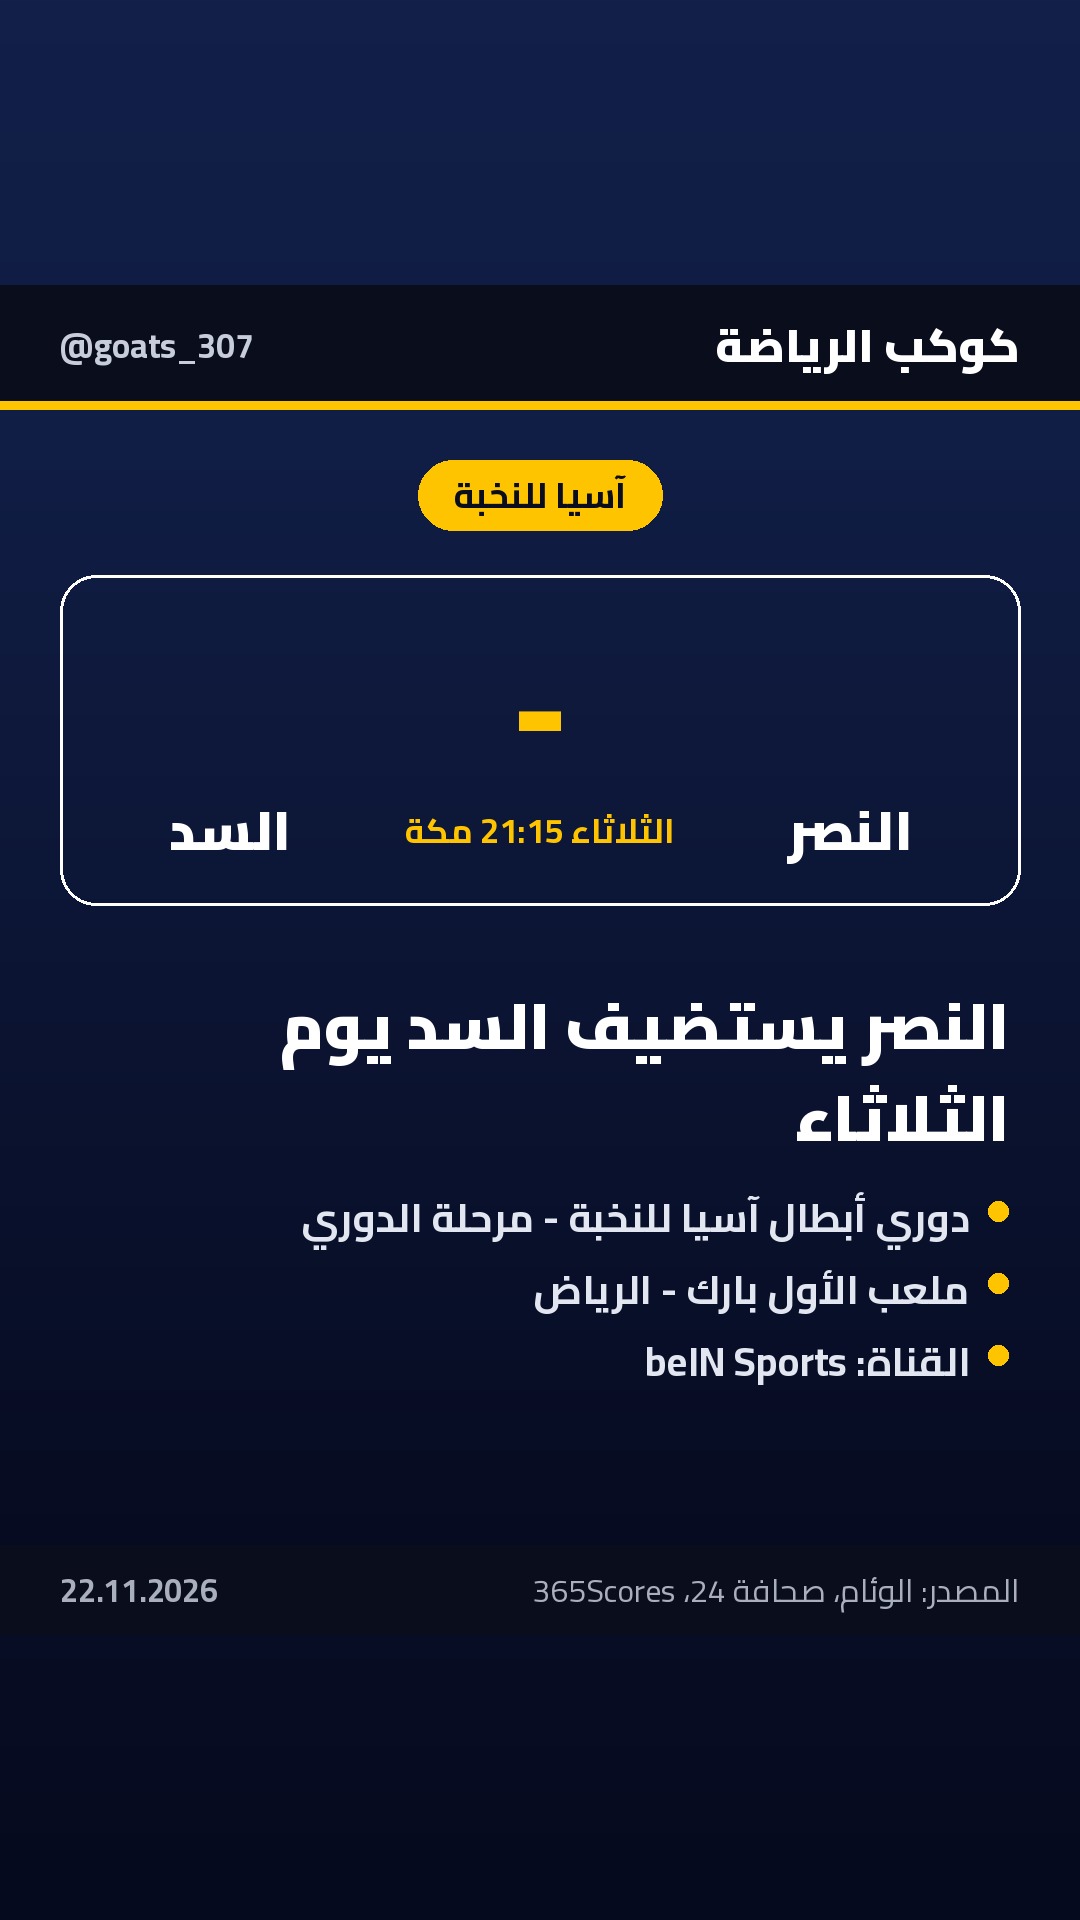 كوكب الرياضة
@goats_307
آسيا للنخبة
-
النصر
الثلاثاء 21:15 مكة
السد
النصر يستضيف السد يوم
الثلاثاء
دوري أبطال آسيا للنخبة - مرحلة الدوري
ملعب الأول بارك - الرياض
القناة: beIN Sports
المصدر: الوئام، صحافة 24، 365Scores
22.11.2026